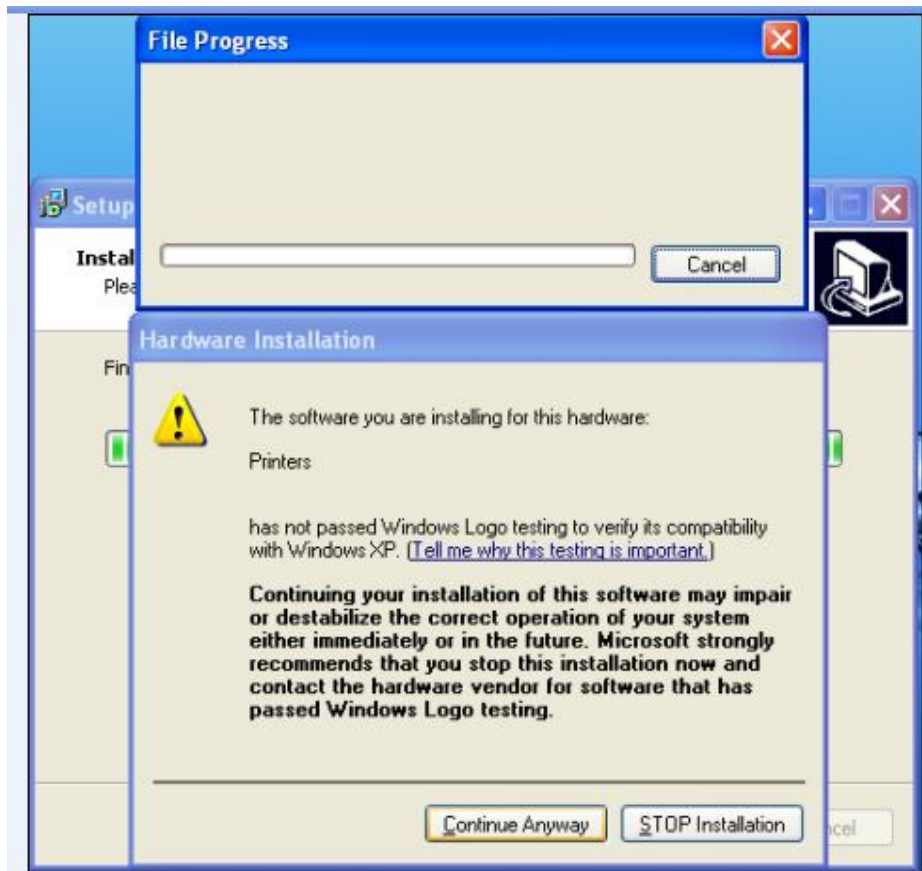 File Progress
Setup
Cancel
Hardware Installation
The software you are installing for this hardware:
Printers
has not passed Windows Logo testing to verify its compatibility
with Windows XP. (Tell me why this testing is important.)
Continuing your installation of this software may impair
or destabilize the correct operation of your system
either immediately or in the future. Microsoft strongly
recommends that you stop this installation now and
contact the hardware vendor for software that has
passed Windows Logo testing.
Continue Anyway
STOP Installation